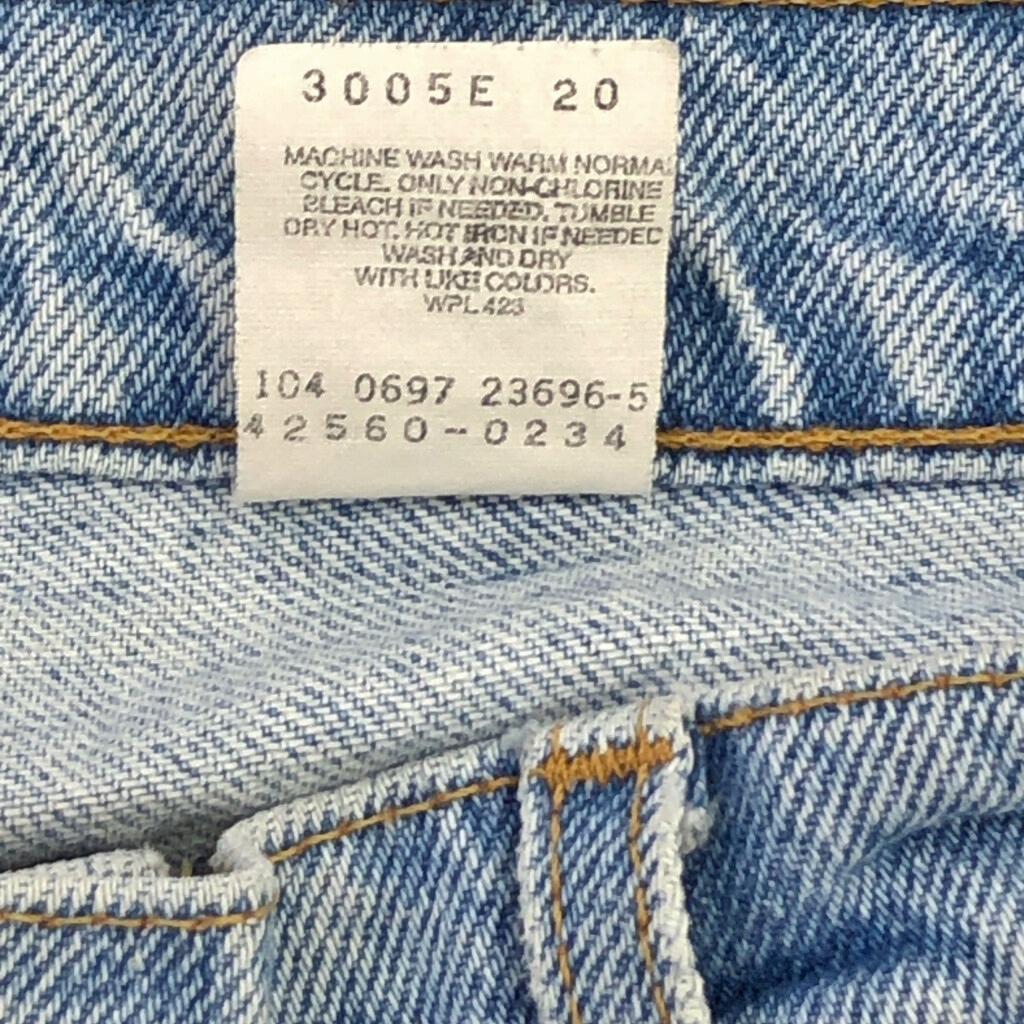 3005E 20
MACHINE WASH WARM NORMAL
CYCLE. ONLY NON-CHLORINE
BLEACH IF NEEDED. TUMBLE
DRY HOT. HOT IRON IF NEEDED
WASH AND DRY
WITH LIKE COLORS.
WPL 423
104 0697 23696-5
42560-0234